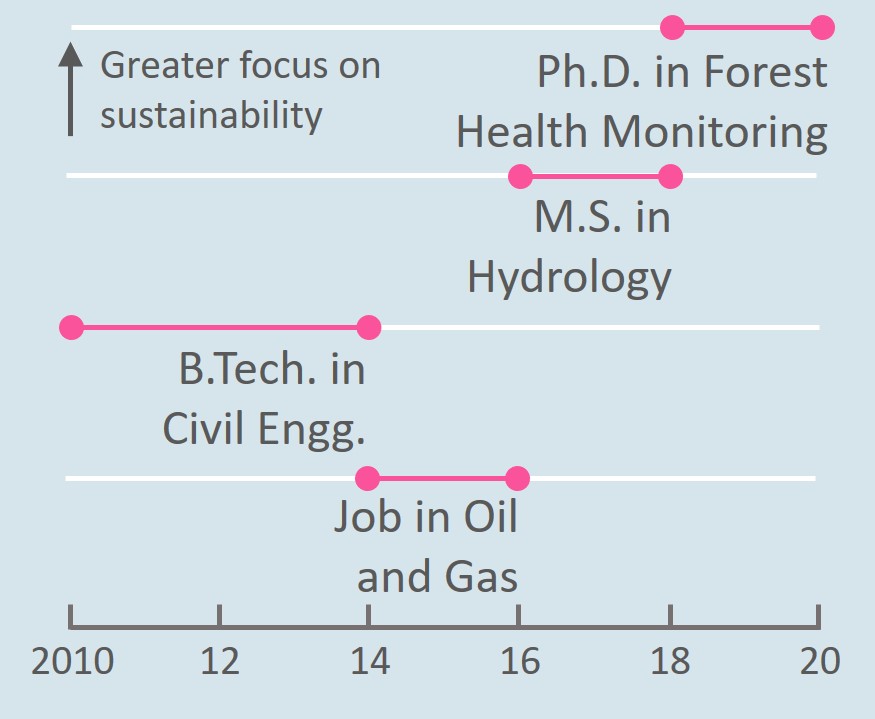 Greater focus on
sustainability
Ph.D. in Forest
Health Monitoring
M.S. in
Hydrology
B.Tech. in
Civil Engg.
Job in Oil
and Gas
2010 12 14 16 18 20